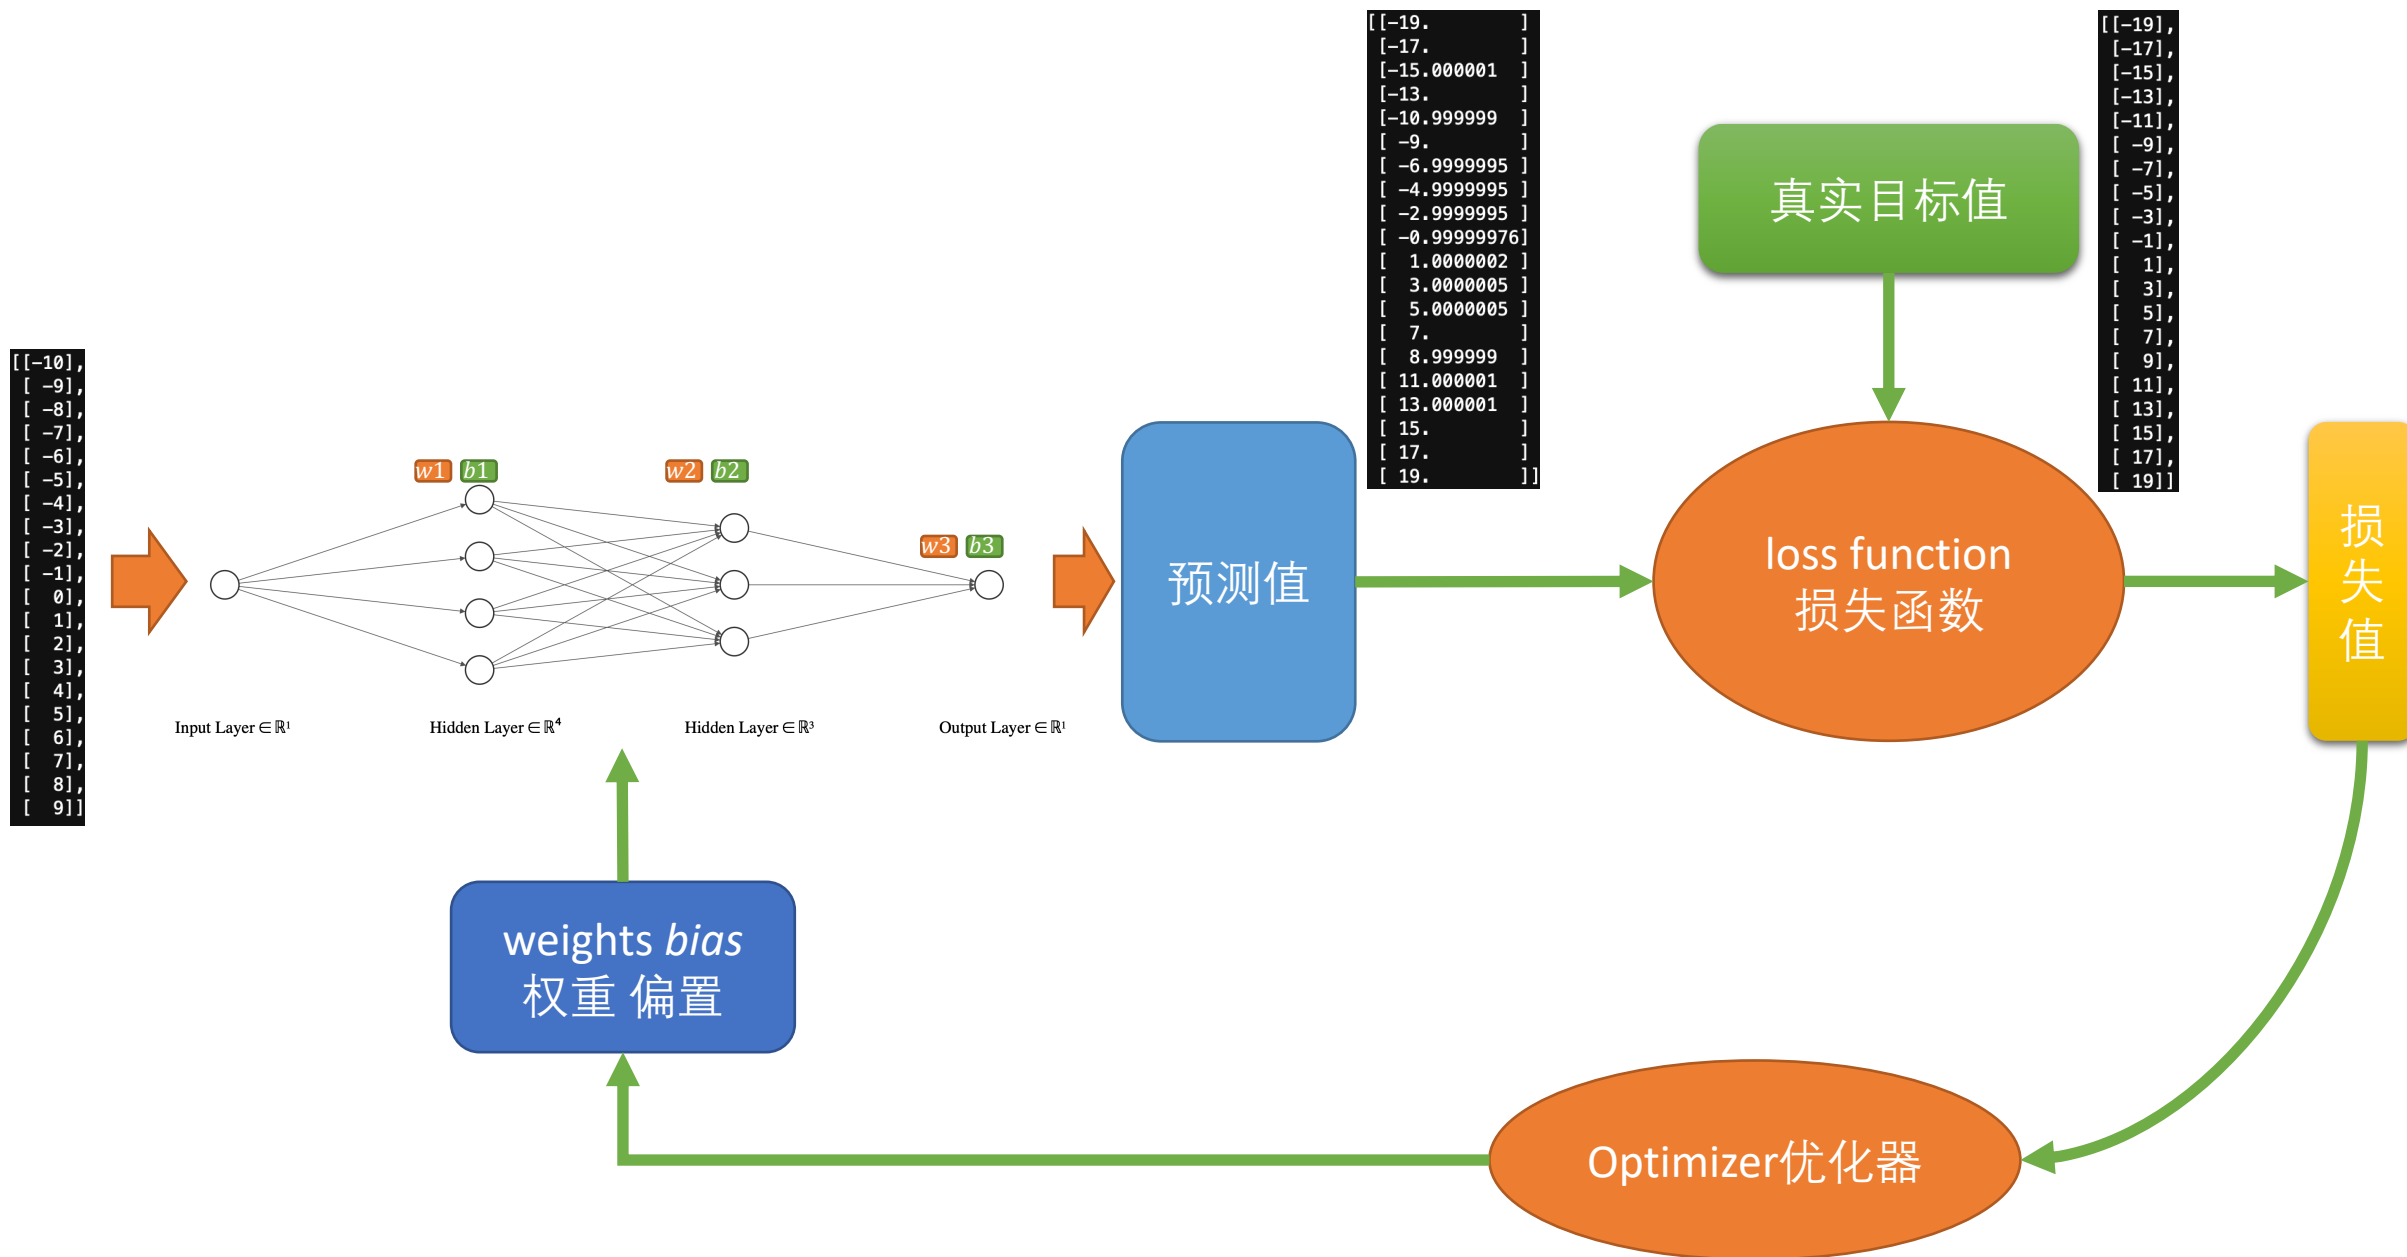 [[-10],
[ -9],
[ -8],
[ -7],
[ -6],
[ -5],
[ -4],
[ -3],
[ -2],
[ -1],
[ 0],
[ 1],
[ 2],
[ 3],
[ 4],
[ 5],
[ 6],
[ 7],
[ 8],
[ 9]]
w1 b1
w2 b2
w3 b3
Input Layer ∈ ℝ¹
Hidden Layer ∈ ℝ⁴
Hidden Layer ∈ ℝ³
Output Layer ∈ ℝ¹
预测值
[[-19. ]
[-17. ]
[-15.000001 ]
[-13. ]
[-10.999999 ]
[ -9. ]
[ -6.9999995 ]
[ -4.9999995 ]
[ -2.9999995 ]
[ -0.99999976]
[ 1.0000002 ]
[ 3.0000005 ]
[ 5.0000005 ]
[ 7. ]
[ 8.999999 ]
[ 11.000001 ]
[ 13.000001 ]
[ 15. ]
[ 17. ]
[ 19. ]]
真实目标值
[[-19],
[-17],
[-15],
[-13],
[-11],
[ -9],
[ -7],
[ -5],
[ -3],
[ -1],
[ 1],
[ 3],
[ 5],
[ 7],
[ 9],
[ 11],
[ 13],
[ 15],
[ 17],
[ 19]]
loss function
损失函数
损
失
值
weights bias
权重 偏置
Optimizer优化器